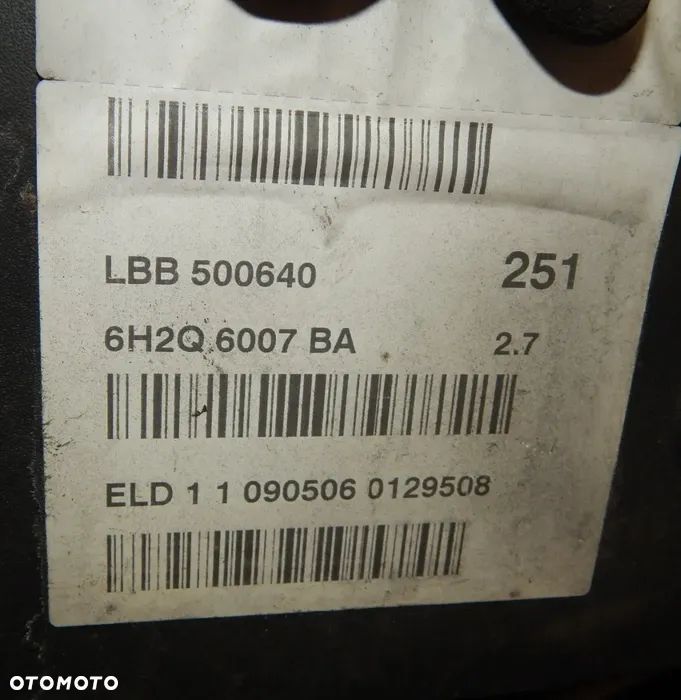 LBB 500640 251
6H2Q 6007 BA 2.7
ELD 1 1 090506 0129508
OTOMOTO